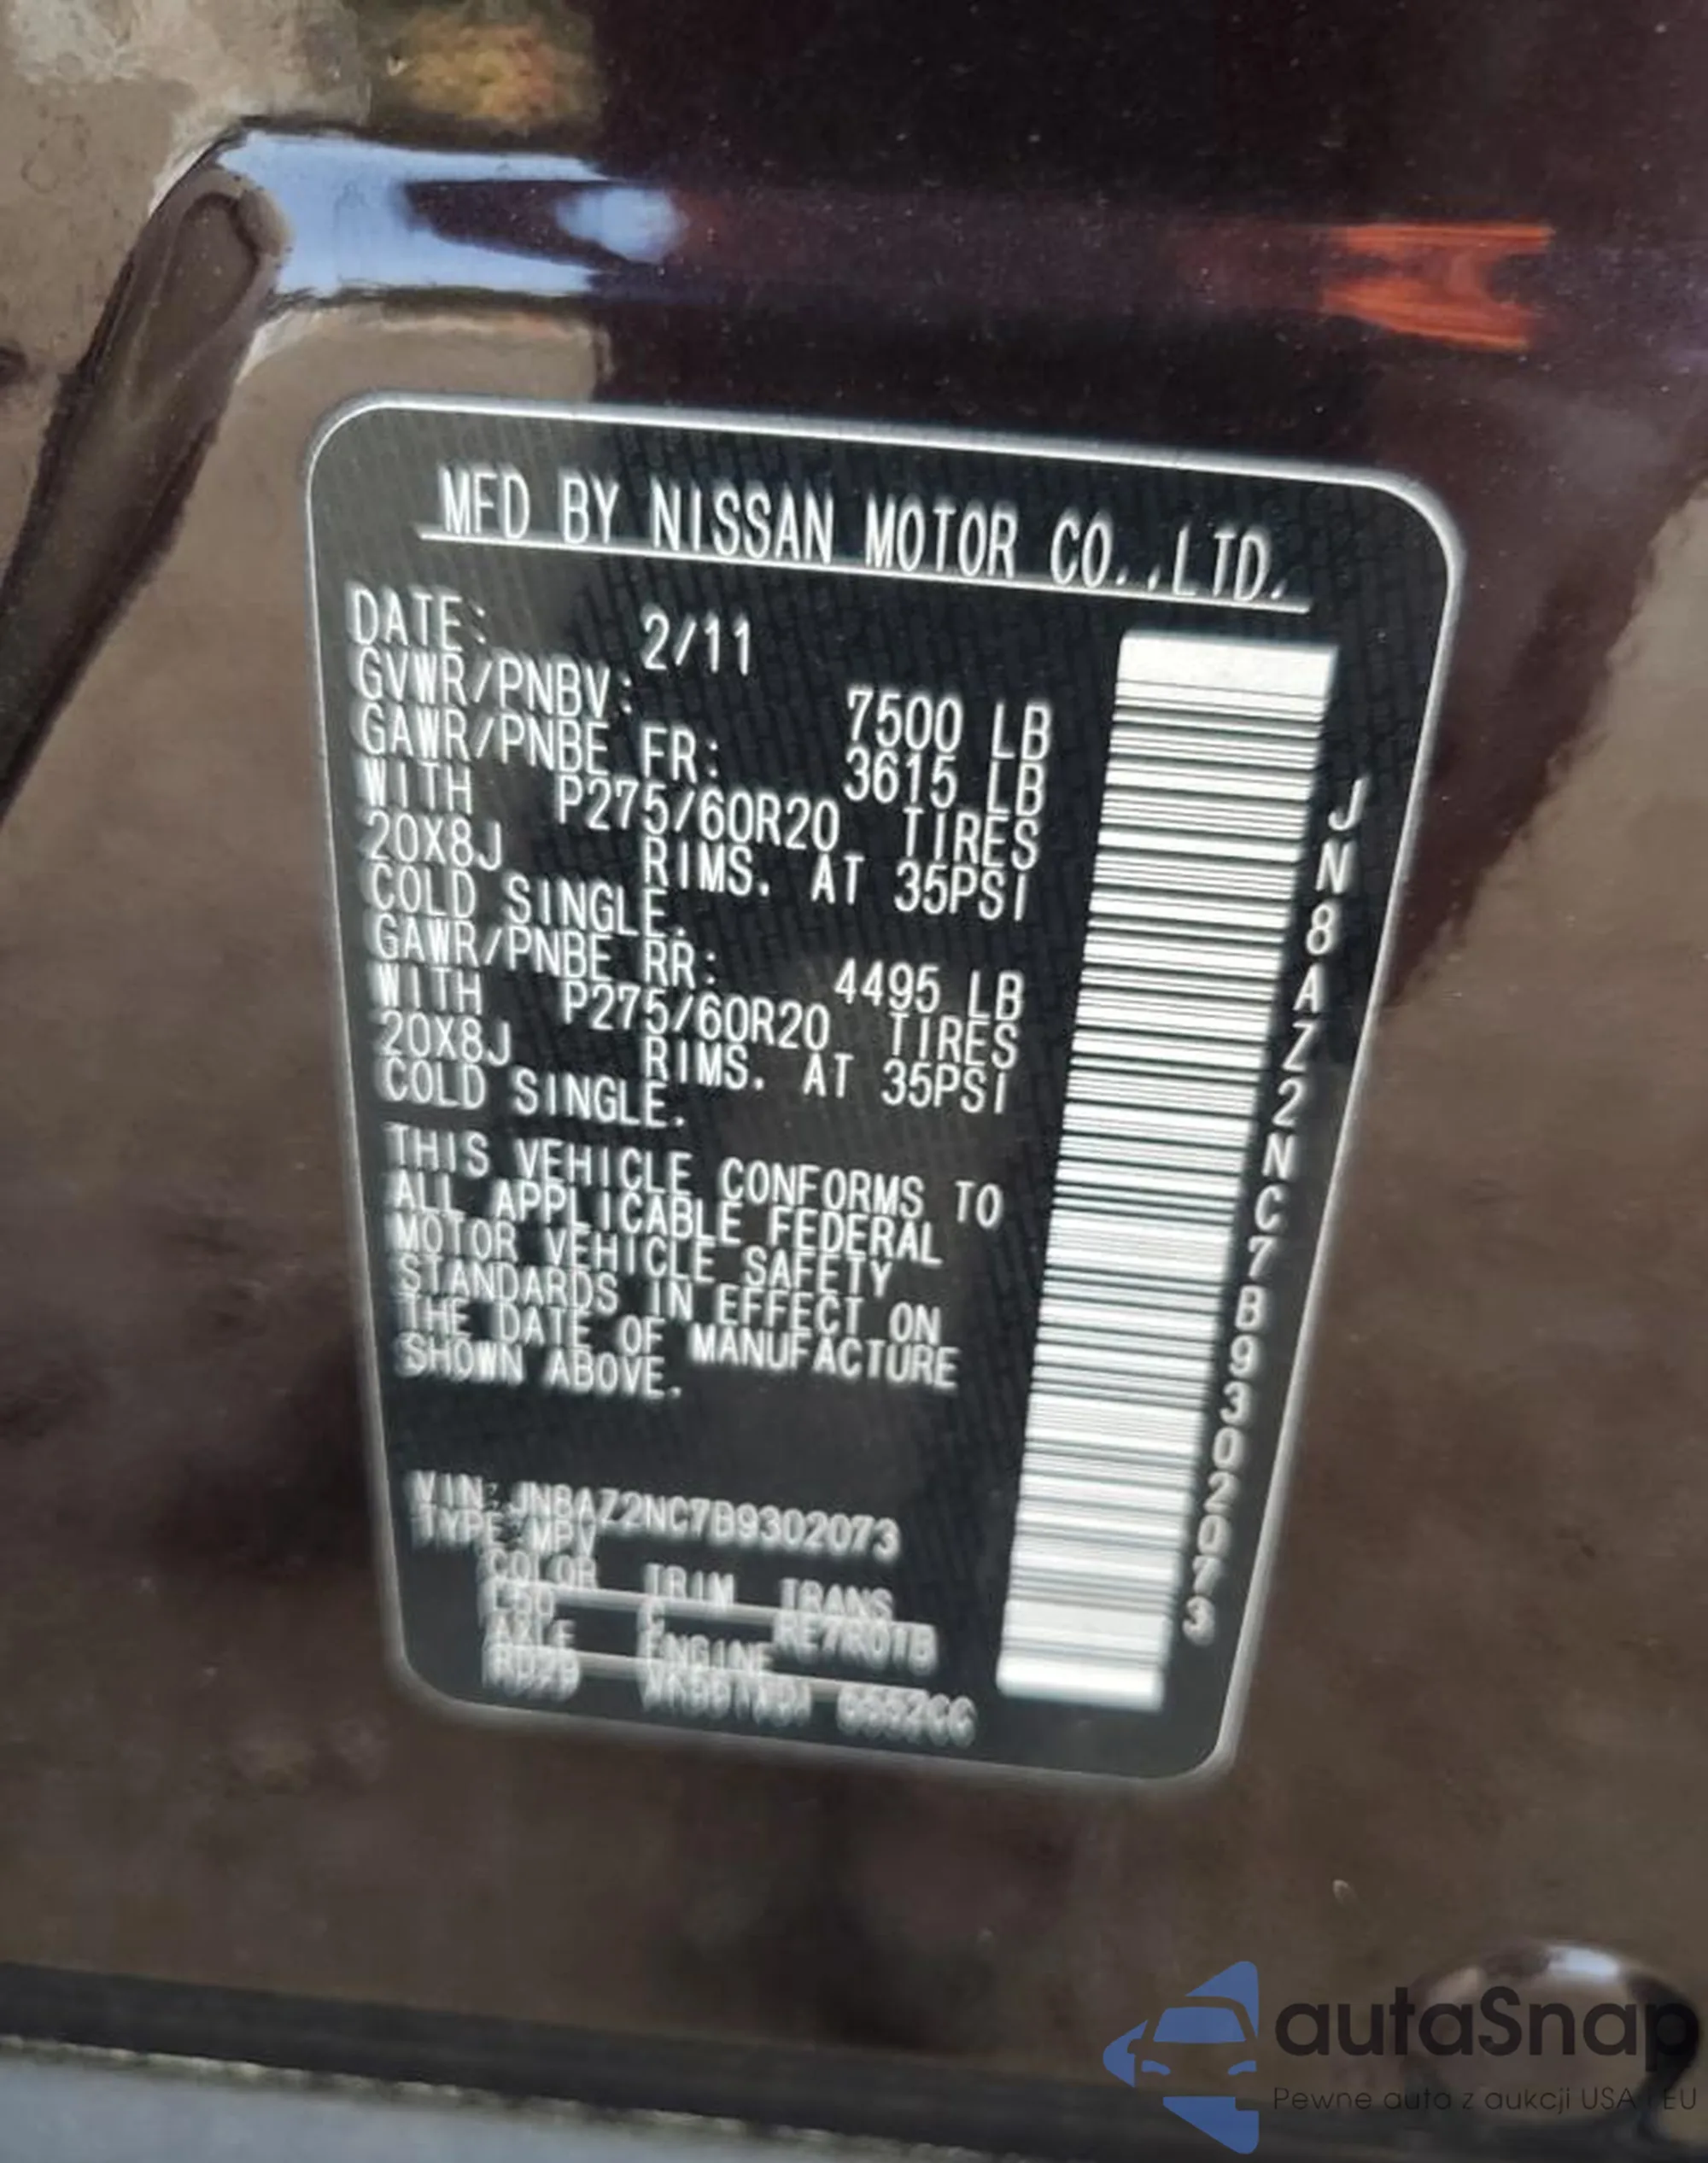 MFD BY NISSAN MOTOR CO.,LTD.
DATE: 2/11
GVWR/PNBV: 7500 LB
GAWR/PNBE FR: 3615 LB
WITH P275/60R20 TIRES
20X8J RIMS. AT 35PSI
COLD SINGLE.
GAWR/PNBE RR: 4495 LB
WITH P275/60R20 TIRES
20X8J RIMS. AT 35PSI
COLD SINGLE.
THIS VEHICLE CONFORMS TO
ALL APPLICABLE FEDERAL
MOTOR VEHICLE SAFETY
STANDARDS IN EFFECT ON
THE DATE OF MANUFACTURE
SHOWN ABOVE.
VIN:JN8AZ2NC7B9302073
TYPE:MPV
COLOR TRIM TRANS
RE7R01B
AXLE ENGINE
5552CC
JN8AZ2NC7B9302073
autaSnap
Pewne auta z aukcji USA i EU